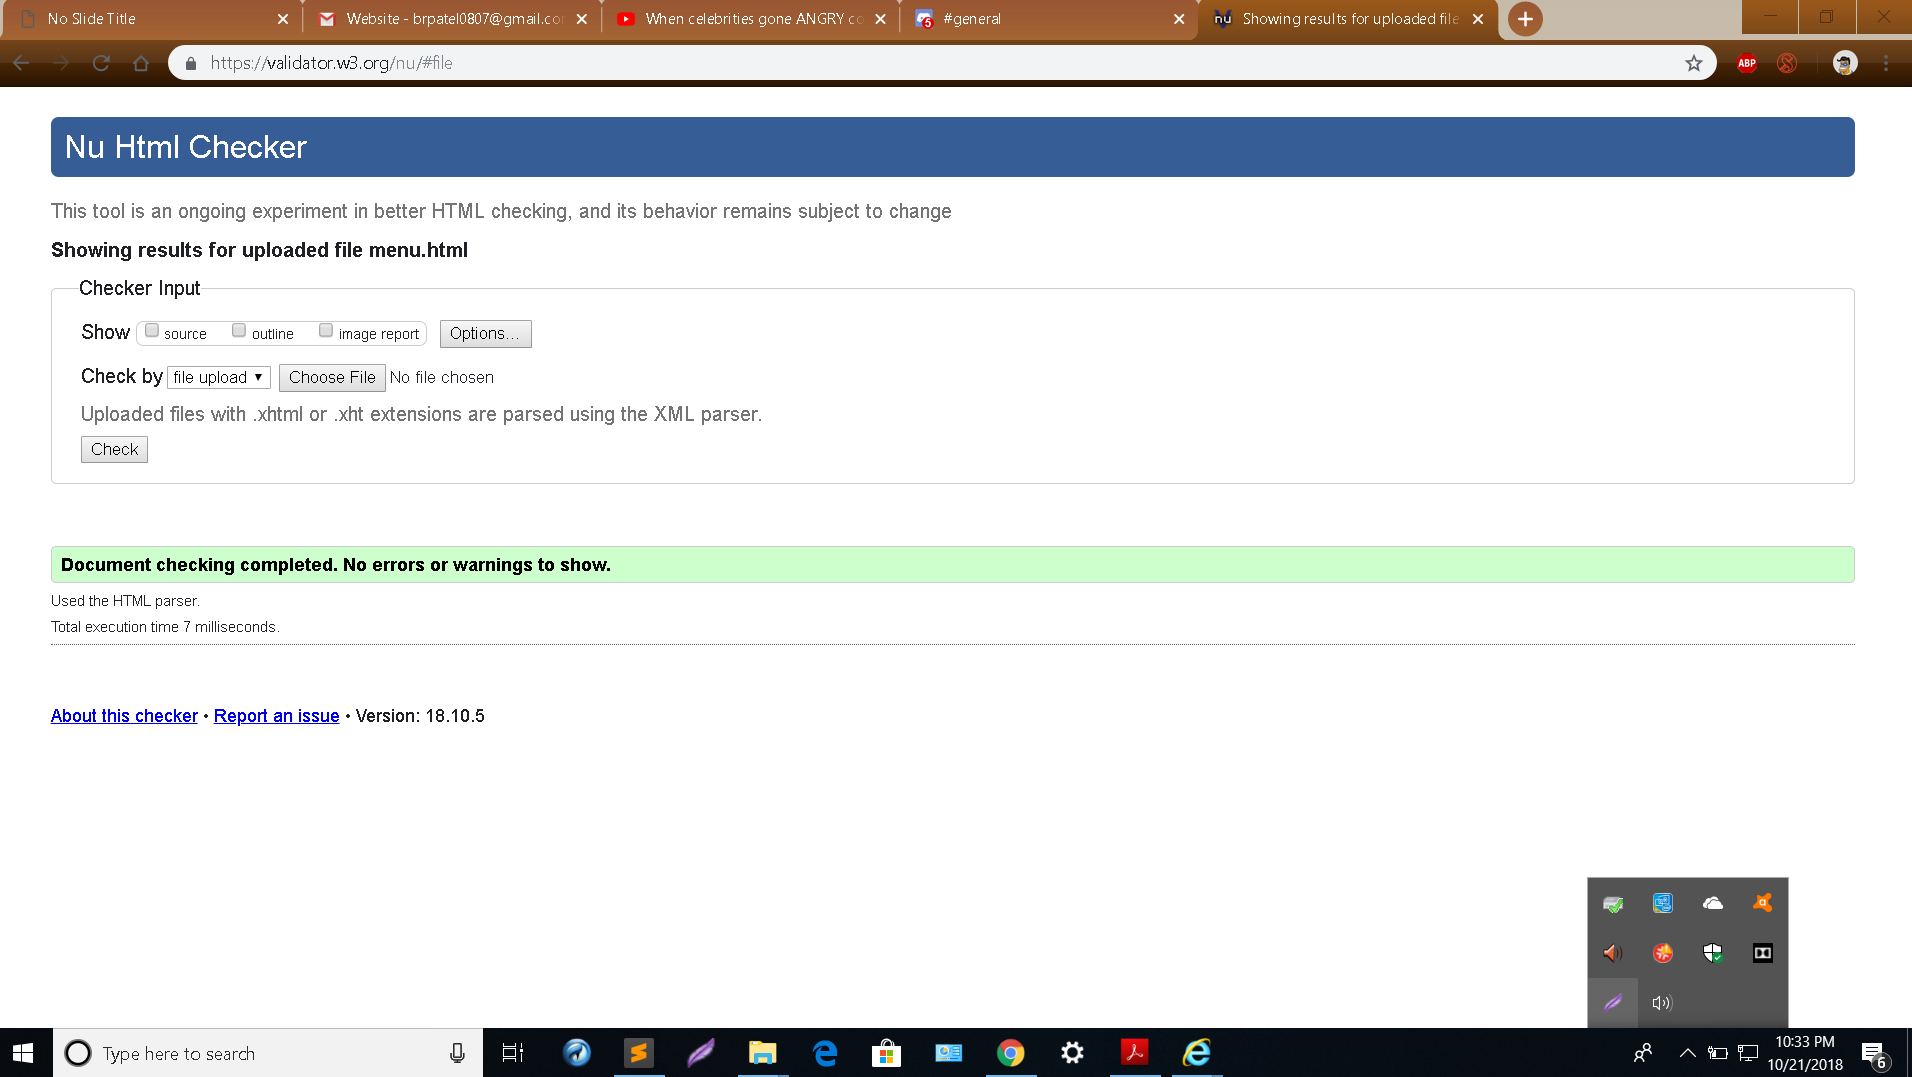 No Slide Title
Website - brpatel0807@gmail.co
When celebrities gone ANGRY co
5
#general
nu
Showing results for uploaded file
https://validator.w3.org/nu/#file
ABP
Nu Html Checker
This tool is an ongoing experiment in better HTML checking, and its behavior remains subject to change
Showing results for uploaded file menu.html
Checker Input
Show source outline image report Options...
Check by file upload Choose File No file chosen
Uploaded files with .xhtml or .xht extensions are parsed using the XML parser.
Check
Document checking completed. No errors or warnings to show.
Used the HTML parser.
Total execution time 7 milliseconds.
About this checker • Report an issue • Version: 18.10.5
Type here to search
10:33 PM
10/21/2018
6